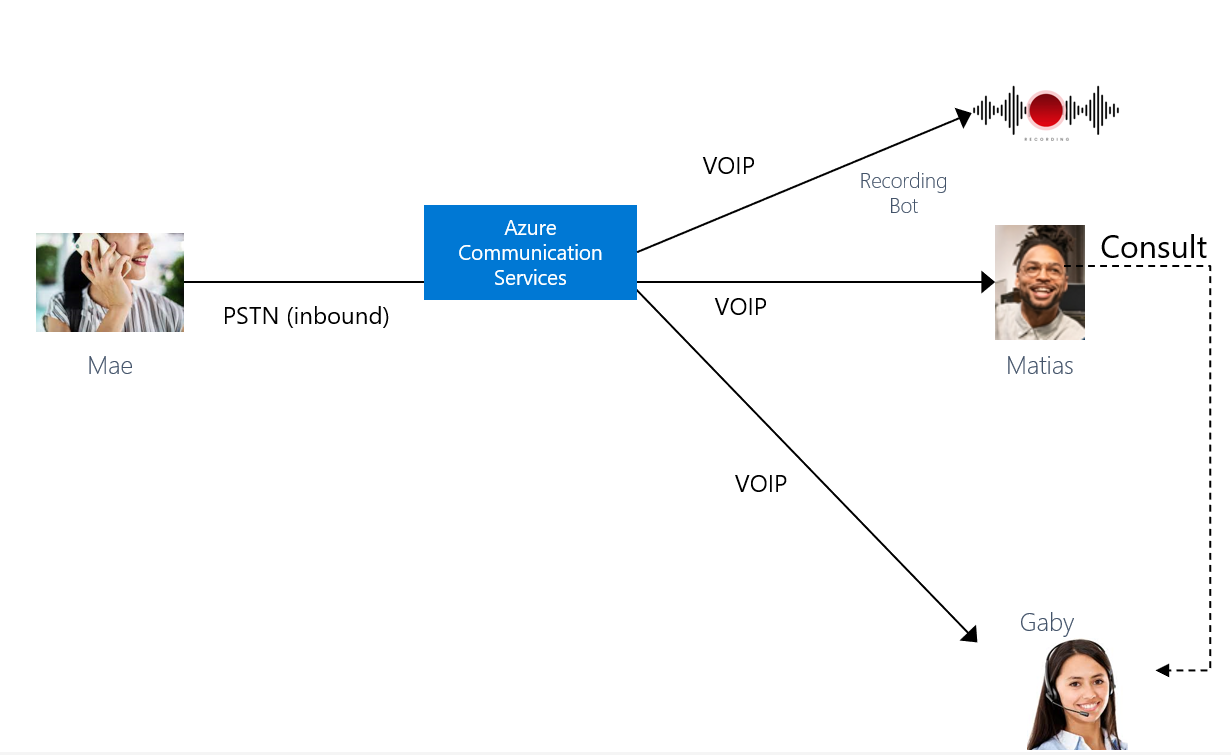 RECORDING
VOIP
Recording
Bot
Azure
Communication
Services
Consult
PSTN (inbound)
VOIP
Mae
Matias
VOIP
Gaby